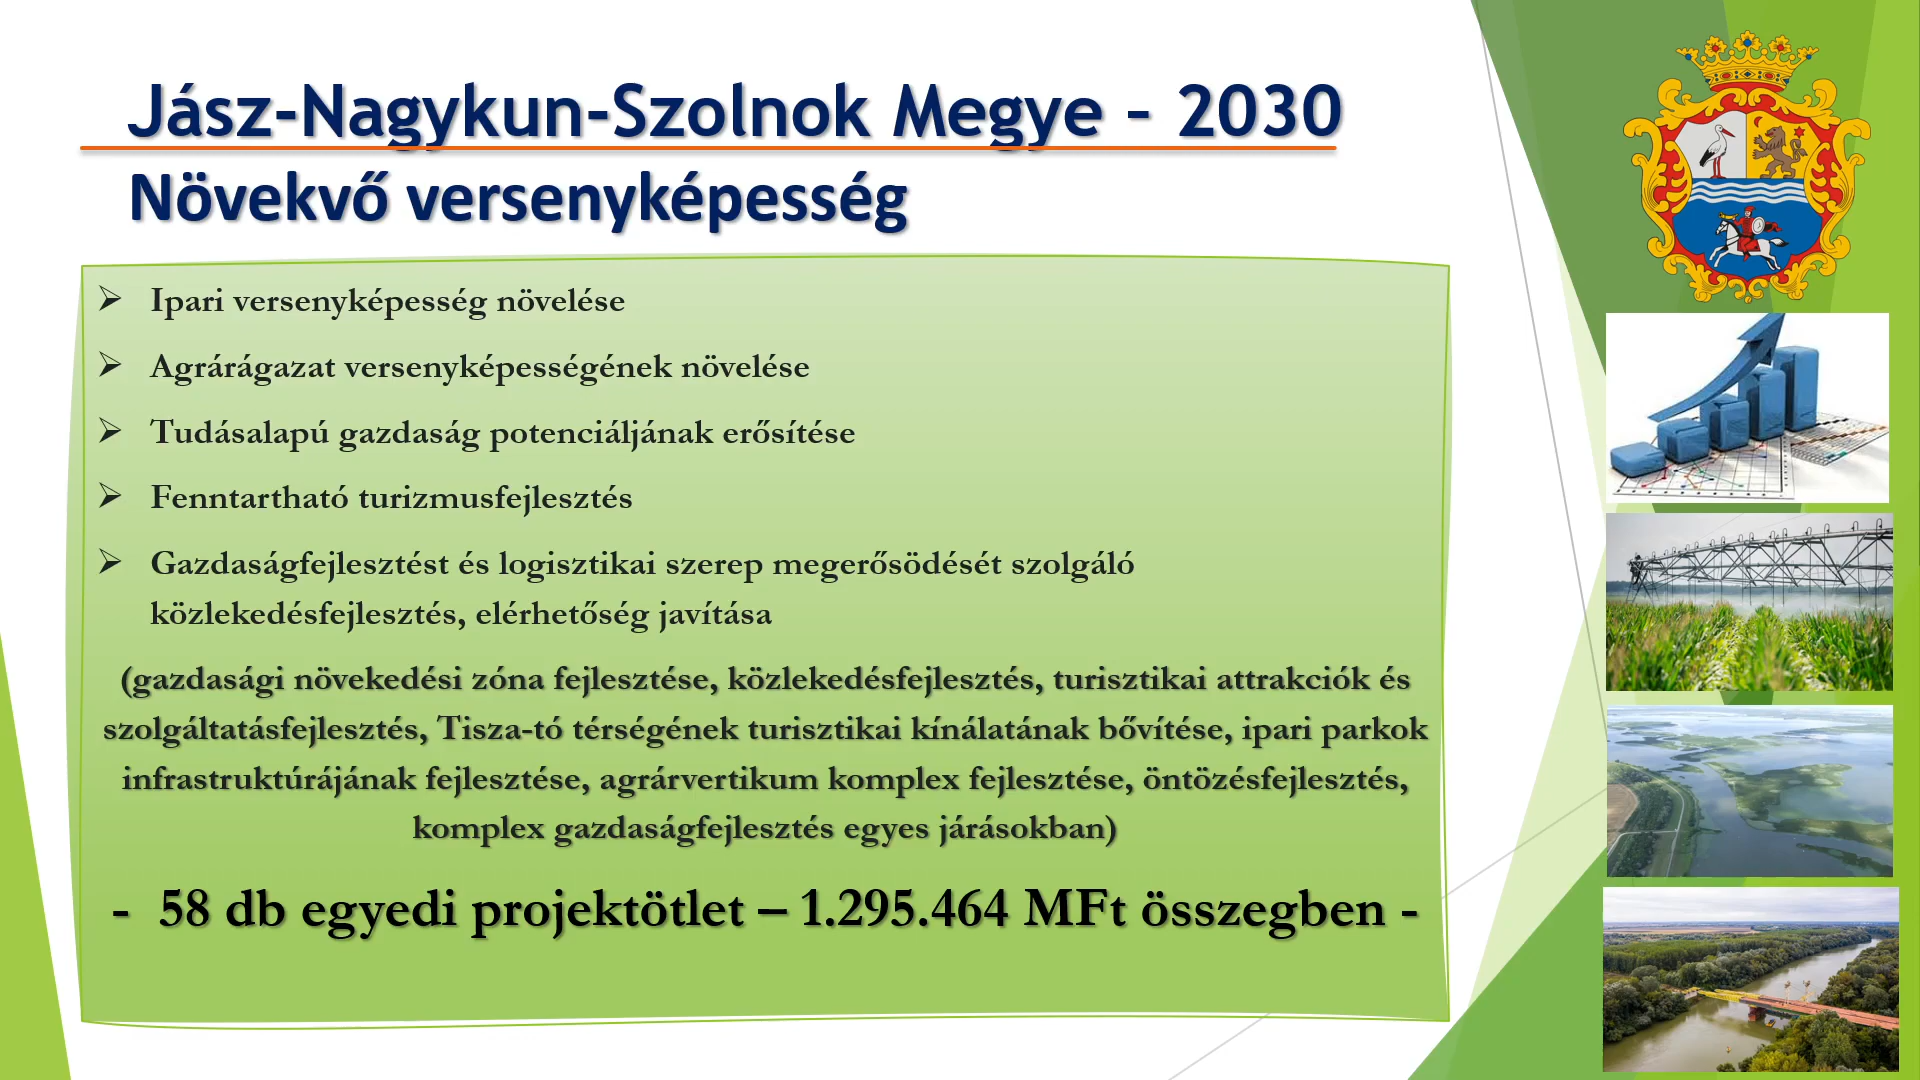 Jász-Nagykun-Szolnok Megye – 2030
Növekvő versenyképesség
➢ Ipari versenyképesség növelése
➢ Agrárágazat versenyképességének növelése
➢ Tudásalapú gazdaság potenciáljának erősítése
➢ Fenntartható turizmusfejlesztés
➢ Gazdaságfejlesztést és logisztikai szerep megerősödését szolgáló
közlekedésfejlesztés, elérhetőség javítása
(gazdasági növekedési zóna fejlesztése, közlekedésfejlesztés, turisztikai attrakciók és
szolgáltatásfejlesztés, Tisza-tó térségének turisztikai kínálatának bővítése, ipari parkok
infrastruktúrájának fejlesztése, agrárvertikum komplex fejlesztése, öntözésfejlesztés,
komplex gazdaságfejlesztés egyes járásokban)
- 58 db egyedi projektötlet – 1.295.464 MFt összegben -